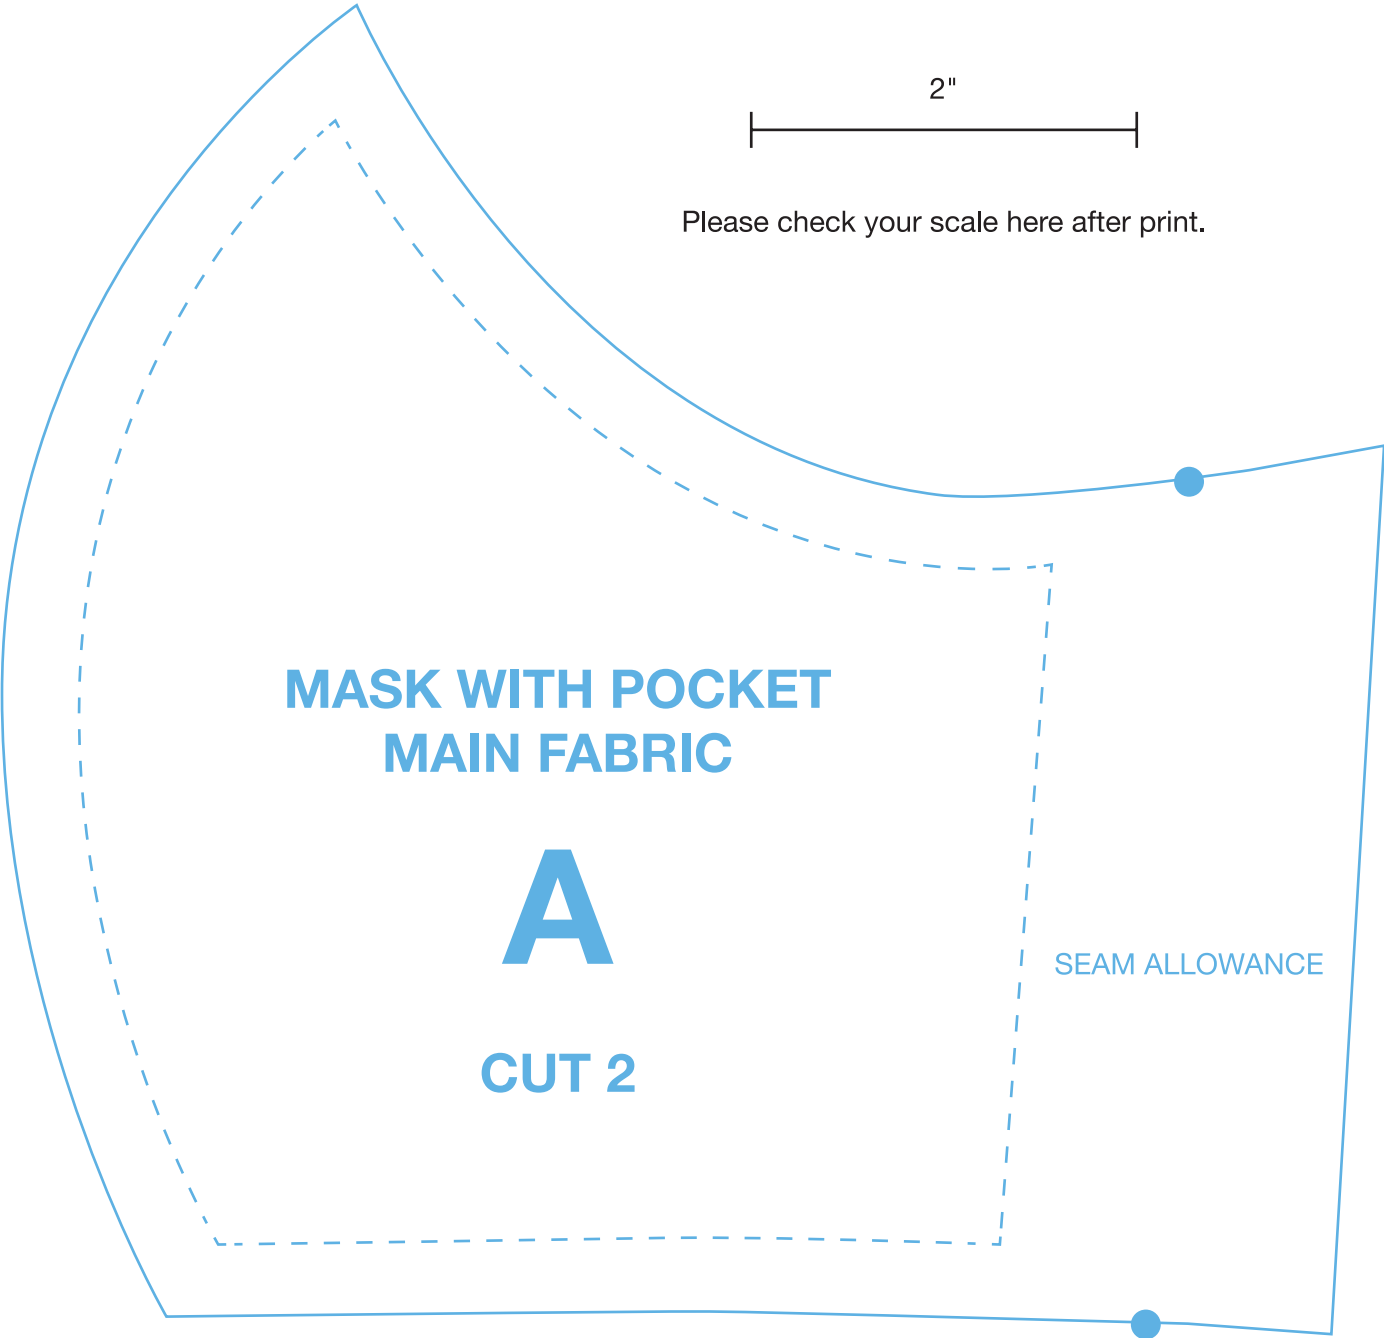 2"
Please check your scale here after print.
MASK WITH POCKET
MAIN FABRIC
A
CUT 2
SEAM ALLOWANCE